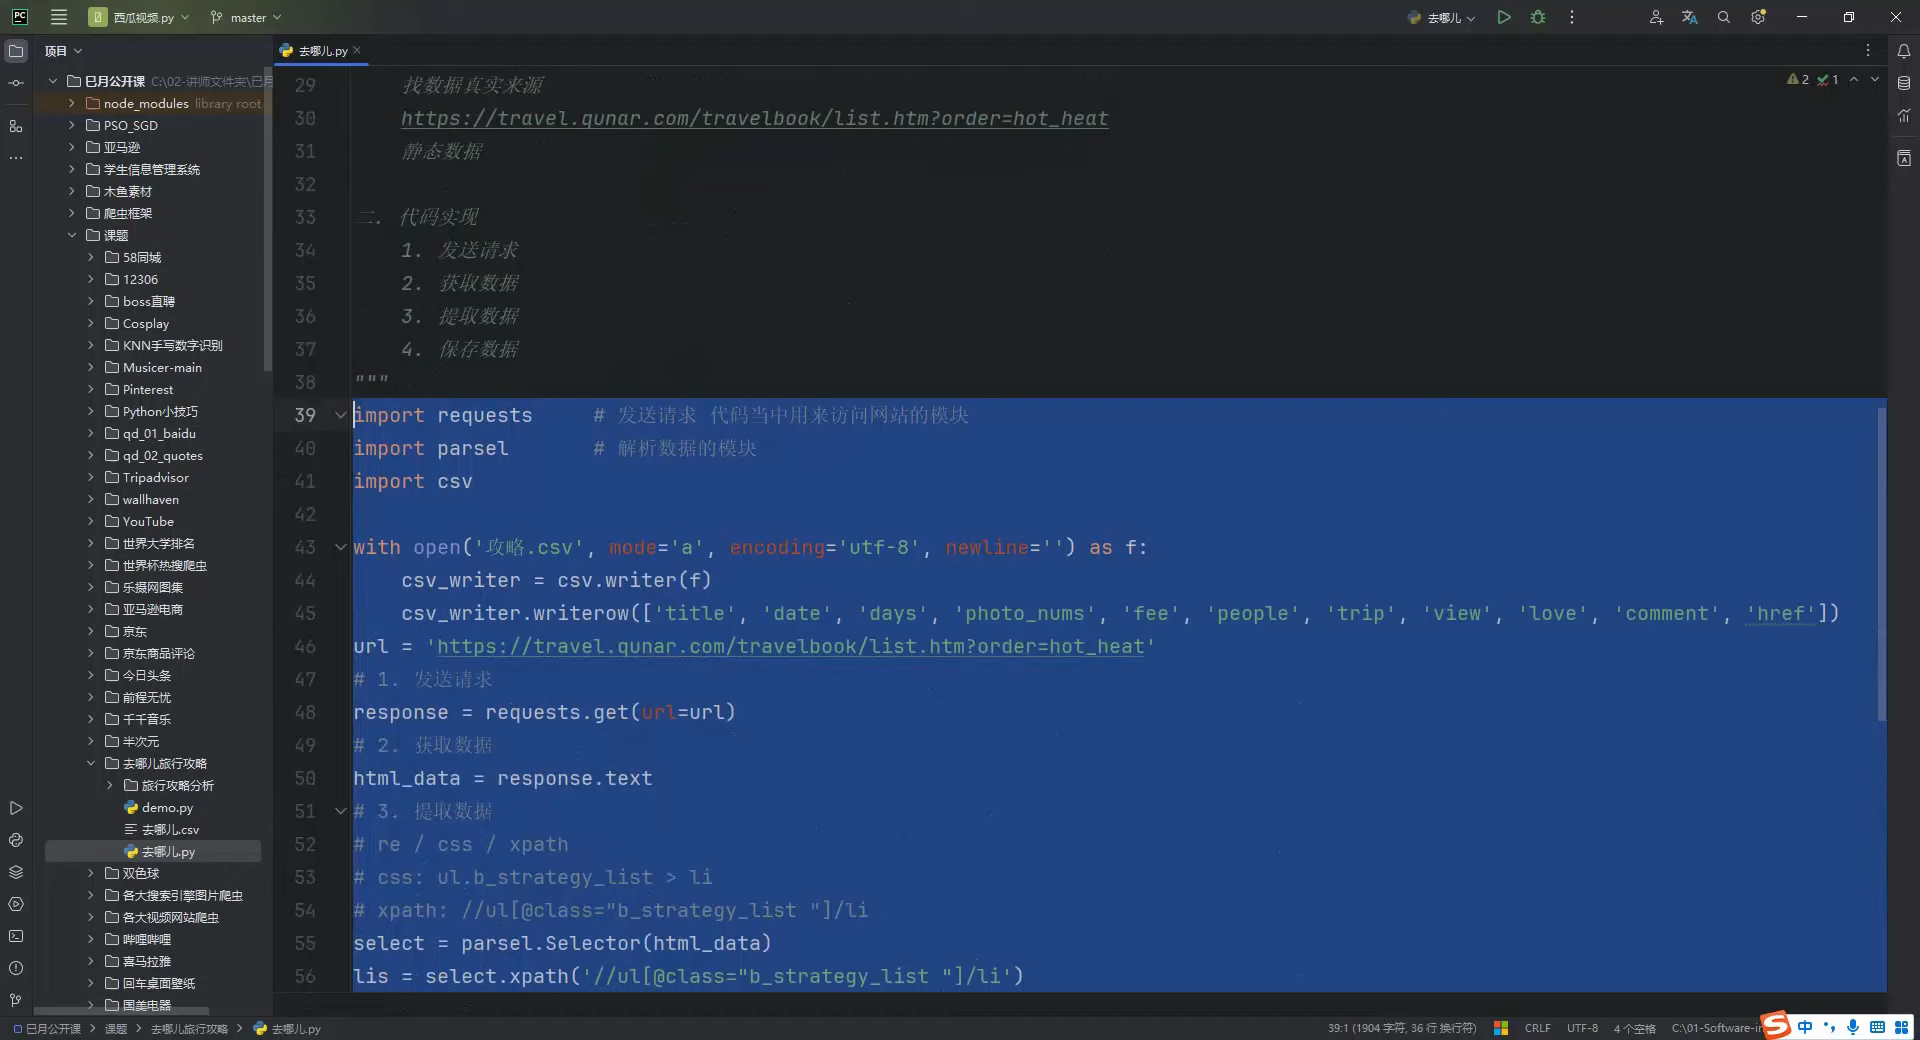 PC
西瓜视频.py
master
去哪儿
项目
去哪儿.py
巳月公开课 C:\02-讲师文件夹\巳月
node_modules library root
PSO_SGD
亚马逊
学生信息管理系统
木鱼素材
爬虫框架
课题
58同城
12306
boss直聘
Cosplay
KNN手写数字识别
Musicer-main
Pinterest
Python小技巧
qd_01_baidu
qd_02_quotes
Tripadvisor
wallhaven
YouTube
世界大学排名
世界杯热搜爬虫
乐摄网图集
亚马逊电商
京东
京东商品评论
今日头条
前程无忧
千千音乐
半次元
去哪儿旅行攻略
旅行攻略分析
demo.py
去哪儿.csv
去哪儿.py
双色球
各大搜索引擎图片爬虫
各大视频网站爬虫
哔哩哔哩
喜马拉雅
回车桌面壁纸
国美电器
2 1
29 找数据真实来源
30 https://travel.qunar.com/travelbook/list.htm?order=hot_heat
31 静态数据
32
33 二. 代码实现
34 1. 发送请求
35 2. 获取数据
36 3. 提取数据
37 4. 保存数据
38 """
39 import requests # 发送请求 代码当中用来访问网站的模块
40 import parsel # 解析数据的模块
41 import csv
42
43 with open('攻略.csv', mode='a', encoding='utf-8', newline='') as f:
44 csv_writer = csv.writer(f)
45 csv_writer.writerow(['title', 'date', 'days', 'photo_nums', 'fee', 'people', 'trip', 'view', 'love', 'comment', 'href'])
46 url = 'https://travel.qunar.com/travelbook/list.htm?order=hot_heat'
47 # 1. 发送请求
48 response = requests.get(url=url)
49 # 2. 获取数据
50 html_data = response.text
51 # 3. 提取数据
52 # re / css / xpath
53 # css: ul.b_strategy_list > li
54 # xpath: //ul[@class="b_strategy_list "]/li
55 select = parsel.Selector(html_data)
56 lis = select.xpath('//ul[@class="b_strategy_list "]/li')
巳月公开课 > 课题 > 去哪儿旅行攻略 > 去哪儿.py
39:1 (1904 字符, 36 行 换行符) CRLF UTF-8 4 个空格 C:\01-Software-in
S 中